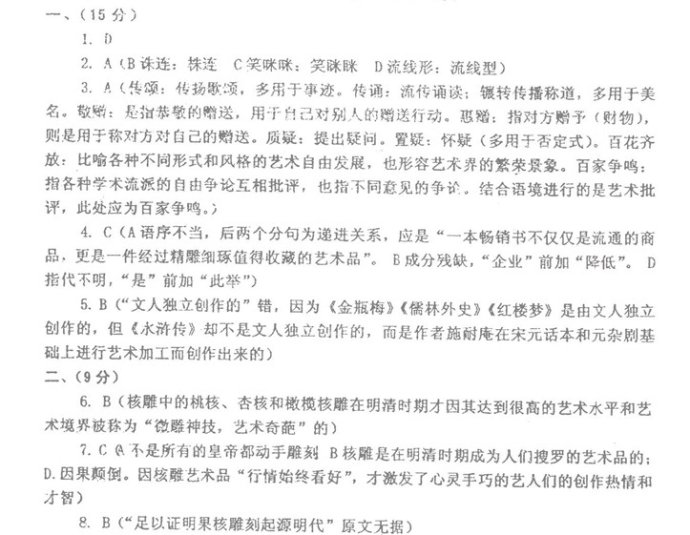 一、（15分）
1. D
2. A（B诛连：株连 C笑咪咪：笑眯眯 D流线形：流线型）
3. A（传颂：传扬歌颂，多用于事迹。传诵：流传诵读；辗转传播称道，多用于美
名。敬赠：是指恭敬的赠送，用于自己对别人的赠送行动。惠赠：指对方赠予（财物），
则是用于称对方对自己的赠送。质疑：提出疑问。置疑：怀疑（多用于否定式）。百花齐
放：比喻各种不同形式和风格的艺术自由发展，也形容艺术界的繁荣景象。百家争鸣：
指各种学术流派的自由争论互相批评，也指不同意见的争论。结合语境进行的是艺术批
评，此处应为百家争鸣。）
4. C（A语序不当，后两个分句为递进关系，应是“一本畅销书不仅仅是流通的商
品，更是一件经过精雕细琢值得收藏的艺术品”。 B成分残缺，“企业”前加“降低”。 D
指代不明，“是”前加“此举”）
5. B（“文人独立创作的”错，因为《金瓶梅》《儒林外史》《红楼梦》是由文人独立
创作的，但《水浒传》却不是文人独立创作的，而是作者施耐庵在宋元话本和元杂剧基
础上进行艺术加工而创作出来的）
二、（9分）
6. B（核雕中的桃核、杏核和橄榄核雕在明清时期才因其达到很高的艺术水平和艺
术境界被称为“微雕神技，艺术奇葩”的）
7. C（A不是所有的皇帝都动手雕刻 B核雕是在明清时期成为人们搜罗的艺术品的；
D.因果颠倒。因核雕艺术品“行情始终看好”，才激发了心灵手巧的艺人们的创作热情和
才智）
8. B（“足以证明果核雕刻起源明代”原文无据）